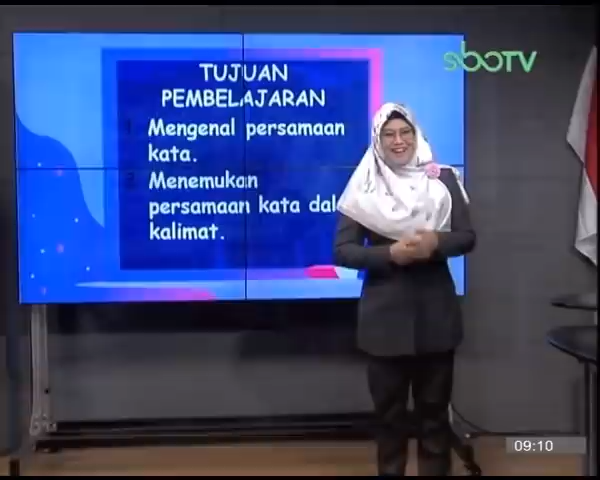 sboTV
TUJUAN
PEMBELAJARAN
Mengenal persamaan
kata.
Menemukan
persamaan kata
kalimat.
09:10